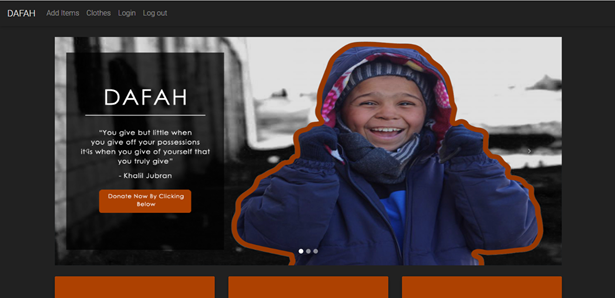 DAFAH Add Items Clothes Login Log out
DAFAH
“You give but little when
you give off your possessions
it's when you give of yourself that
you truly give”
- Khalil Jubran
Donate Now By Clicking
Below